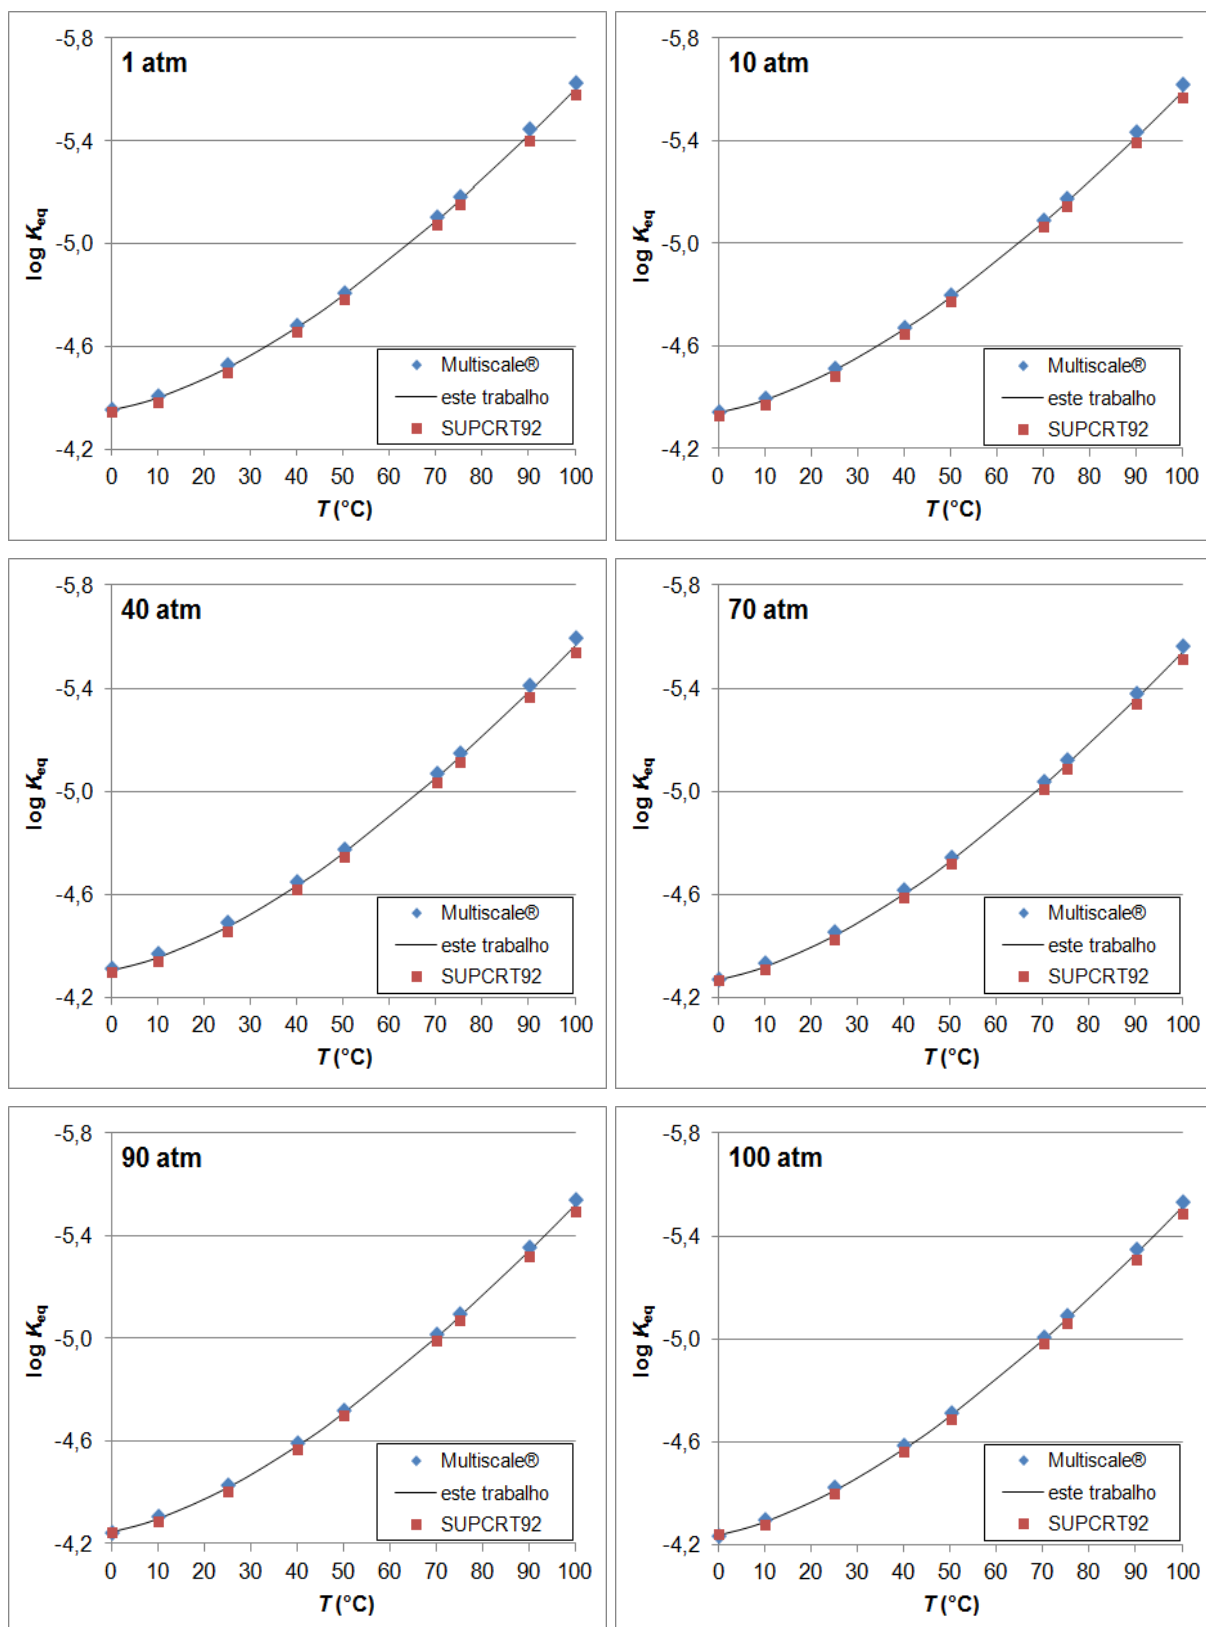 1 atm
-5,8
-5,4
-5,0
-4,6
-4,2
log Keq
Multiscale®
este trabalho
SUPCRT92
0 10 20 30 40 50 60 70 80 90 100
T (°C)
10 atm
-5,8
-5,4
-5,0
-4,6
-4,2
log Keq
Multiscale®
este trabalho
SUPCRT92
0 10 20 30 40 50 60 70 80 90 100
T (°C)
40 atm
-5,8
-5,4
-5,0
-4,6
-4,2
log Keq
Multiscale®
este trabalho
SUPCRT92
0 10 20 30 40 50 60 70 80 90 100
T (°C)
70 atm
-5,8
-5,4
-5,0
-4,6
-4,2
log Keq
Multiscale®
este trabalho
SUPCRT92
0 10 20 30 40 50 60 70 80 90 100
T (°C)
90 atm
-5,8
-5,4
-5,0
-4,6
-4,2
log Keq
Multiscale®
este trabalho
SUPCRT92
0 10 20 30 40 50 60 70 80 90 100
T (°C)
100 atm
-5,8
-5,4
-5,0
-4,6
-4,2
log Keq
Multiscale®
este trabalho
SUPCRT92
0 10 20 30 40 50 60 70 80 90 100
T (°C)